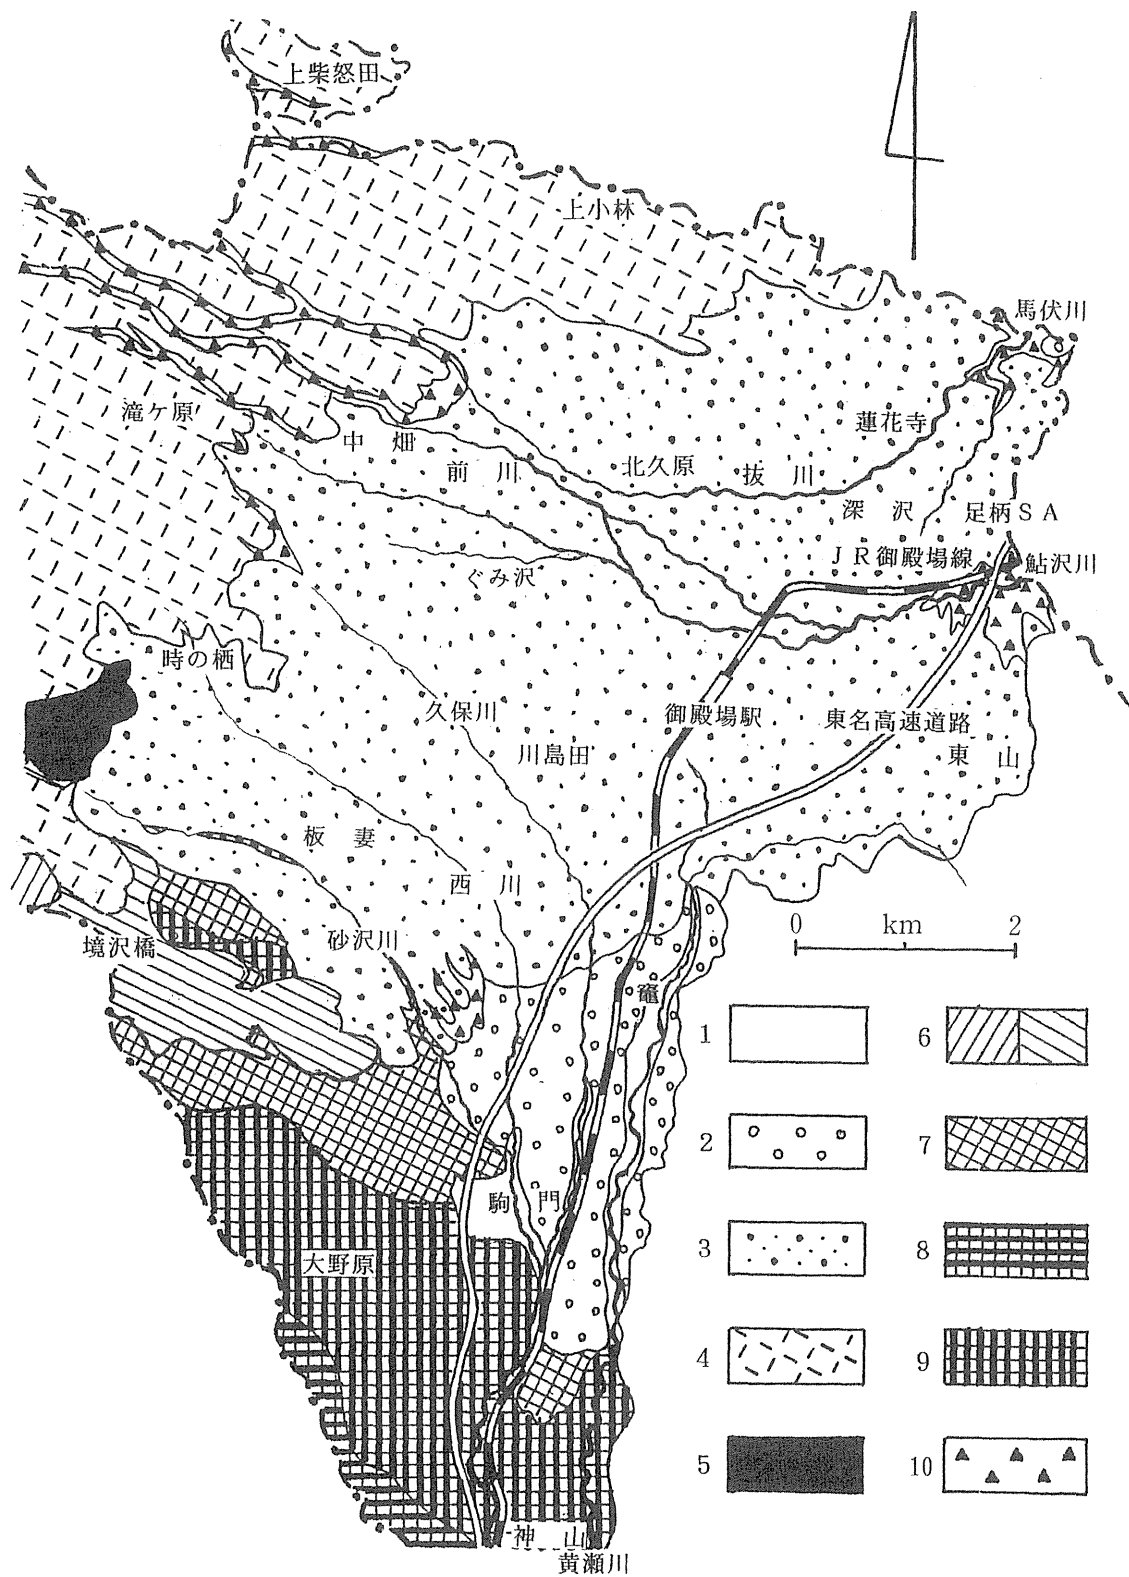 上柴怒田
上小林
馬伏川
滝ケ原
蓮花寺
中畑
前川
北久原
抜川
深沢
足柄SA
JR御殿場線
鮎沢川
ぐみ沢
時の栖
久保川
御殿場駅
東名高速道路
川島田
東山
板妻
西川
砂沢川
境沢橋
0 km 2
竈
1
6
2
7
駒門
3
8
大野原
4
9
5
10
神山
黄瀬川